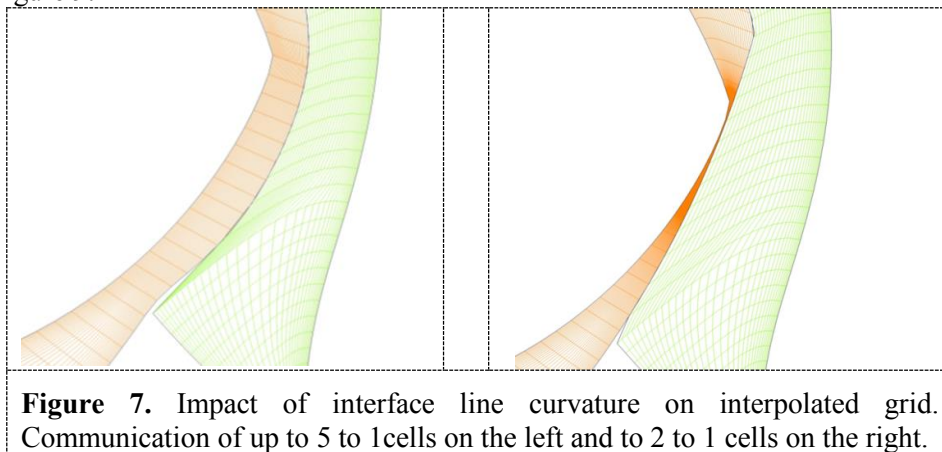 Figure 7. Impact of interface line curvature on interpolated grid.
Communication of up to 5 to 1cells on the left and to 2 to 1 cells on the right.